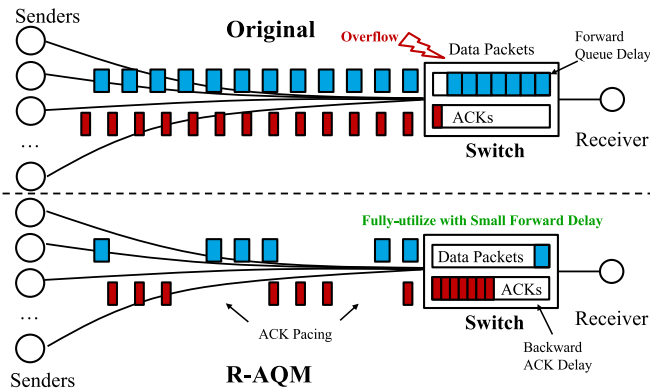 Senders
Original
Overflow
Data Packets
Forward
Queue Delay
ACKs
...
Switch
Receiver
Fully-utilize with Small Forward Delay
Data Packets
ACKs
...
ACK Pacing
Switch
Receiver
Backward
ACK Delay
Senders
R-AQM